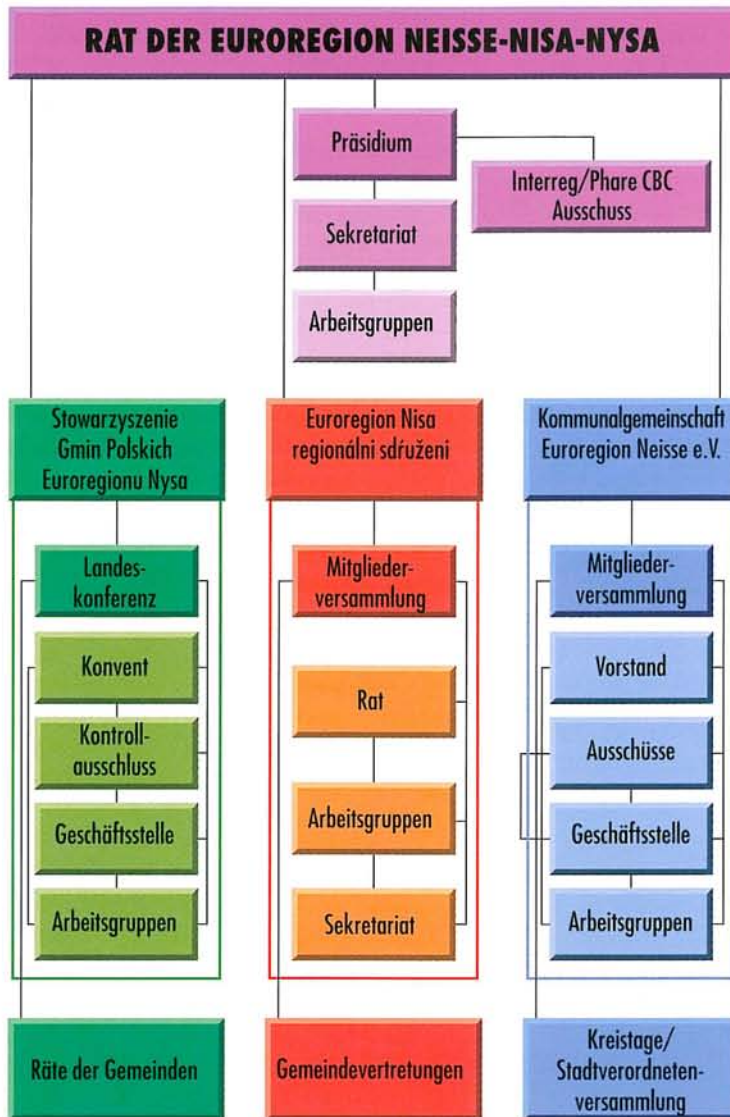 RAT DER EUROREGION NEISSE-NISA-NYSA
Präsidium
Interreg/Phare CBC
Ausschuss
Sekretariat
Arbeitsgruppen
Stowarzyszenie
Gmin Polskich
Euroregionu Nysa
Landes-
konferenz
Konvent
Kontroll-
ausschluss
Geschäftsstelle
Arbeitsgruppen
Räte der Gemeinden
Euroregion Nisa
regionálni sdruženi
Mitglieder-
versammlung
Rat
Arbeitsgruppen
Sekretariat
Gemeindevertretungen
Kommunalgemeinschaft
Euroregion Neisse e.V.
Mitglieder-
versammlung
Vorstand
Ausschüsse
Geschäftsstelle
Arbeitsgruppen
Kreistage/
Stadtverordneten-
versammlung